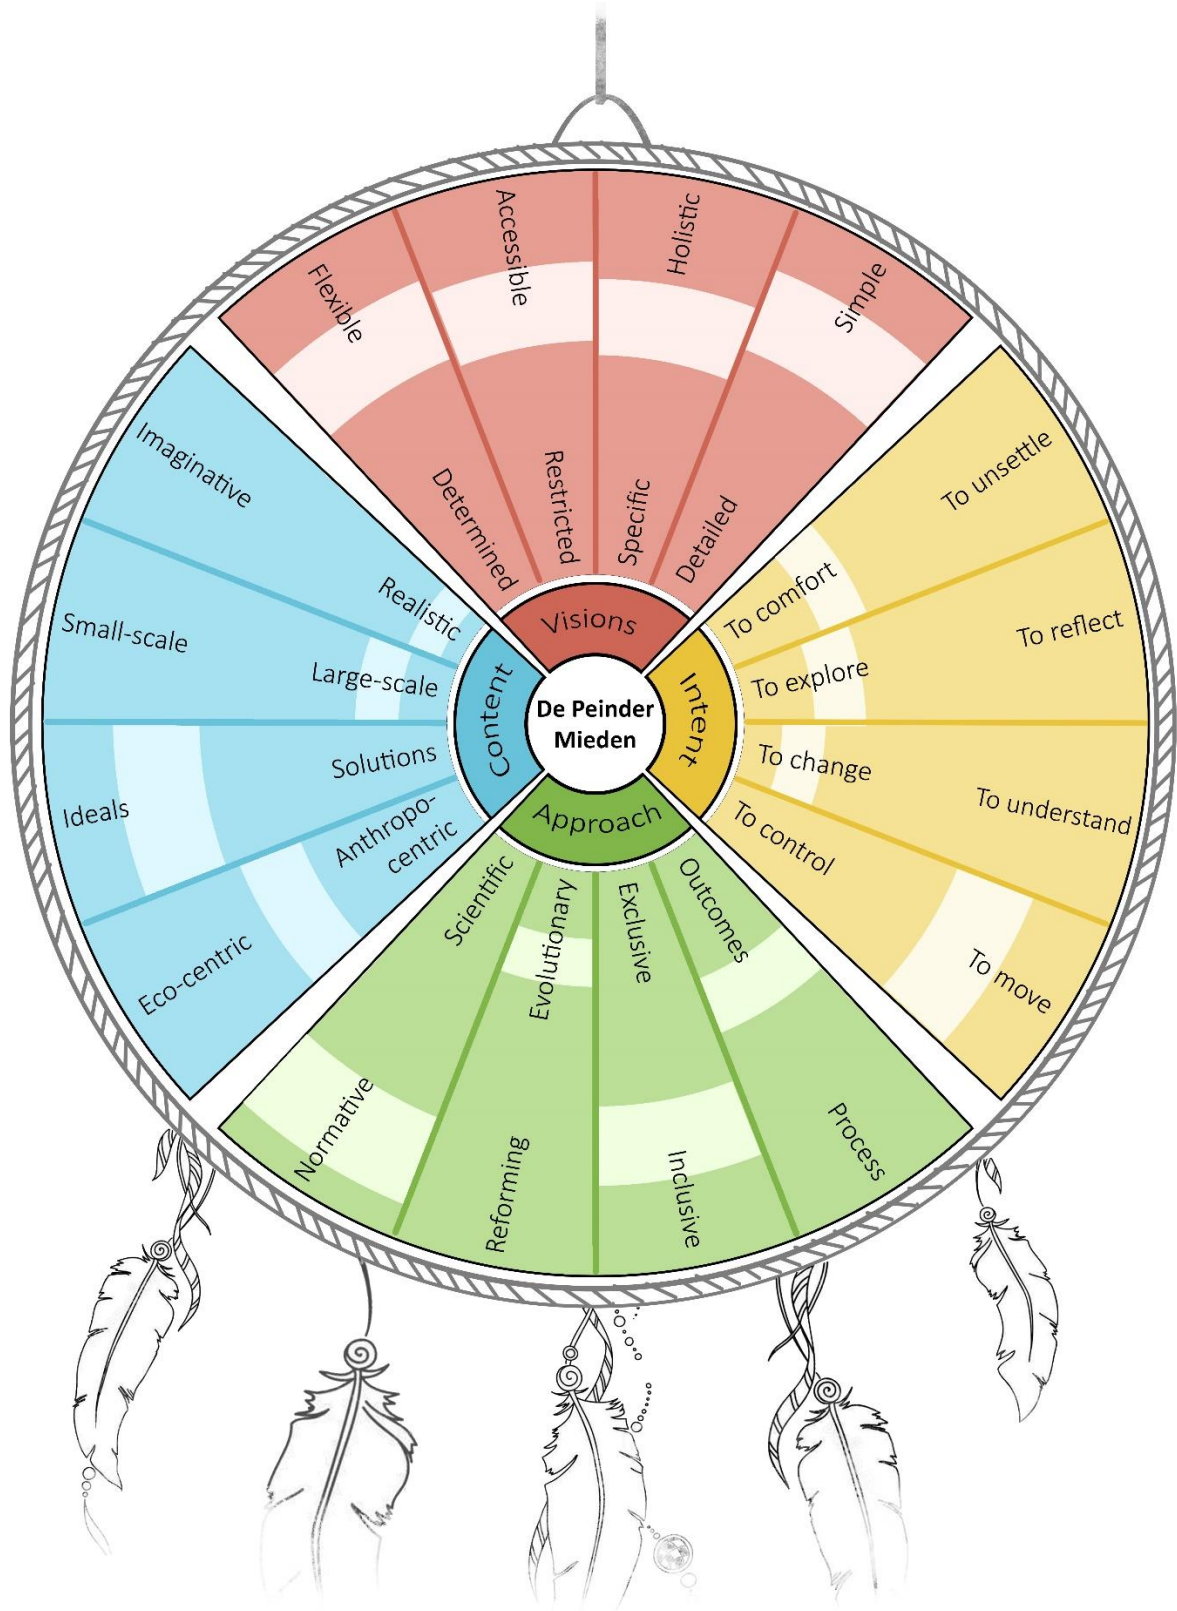 Flexible
Accessible
Holistic
Simple
Determined
Restricted
Specific
Detailed
Visions
To unsettle
To reflect
To understand
To move
To comfort
To explore
To change
To control
Intent
Outcomes
Exclusive
Evolutionary
Scientific
Process
Inclusive
Reforming
Normative
Approach
Imaginative
Small-scale
Ideals
Eco-centric
Realistic
Large-scale
Solutions
Anthropo-
centric
Content
De Peinder
Mieden